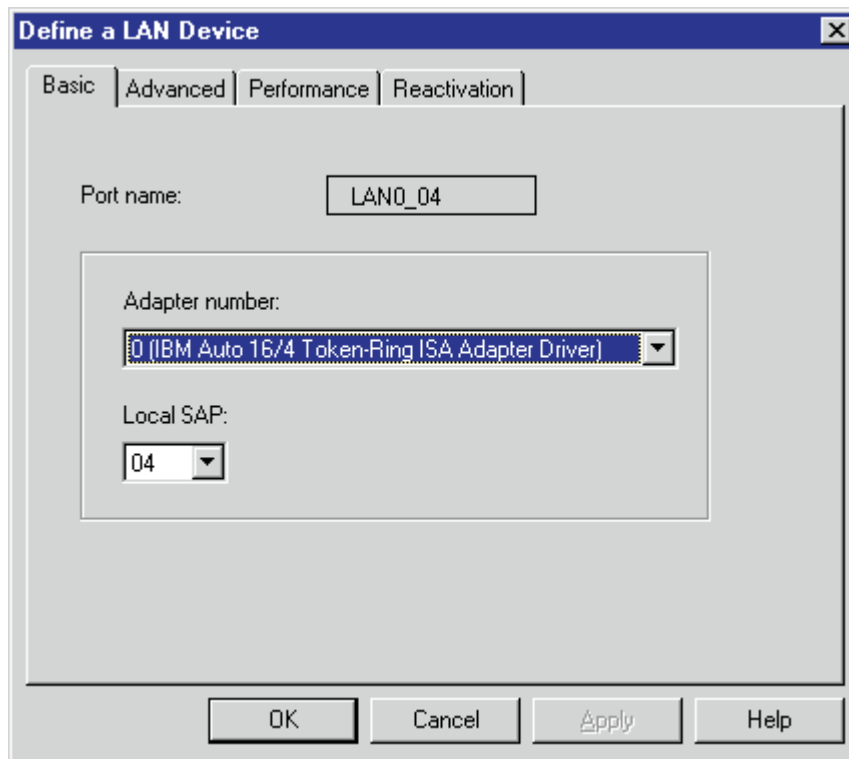 Define a LAN Device
Basic Advanced Performance Reactivation
Port name: LAN0_04
Adapter number:
0 (IBM Auto 16/4 Token-Ring ISA Adapter Driver)
Local SAP:
04
OK Cancel Apply Help